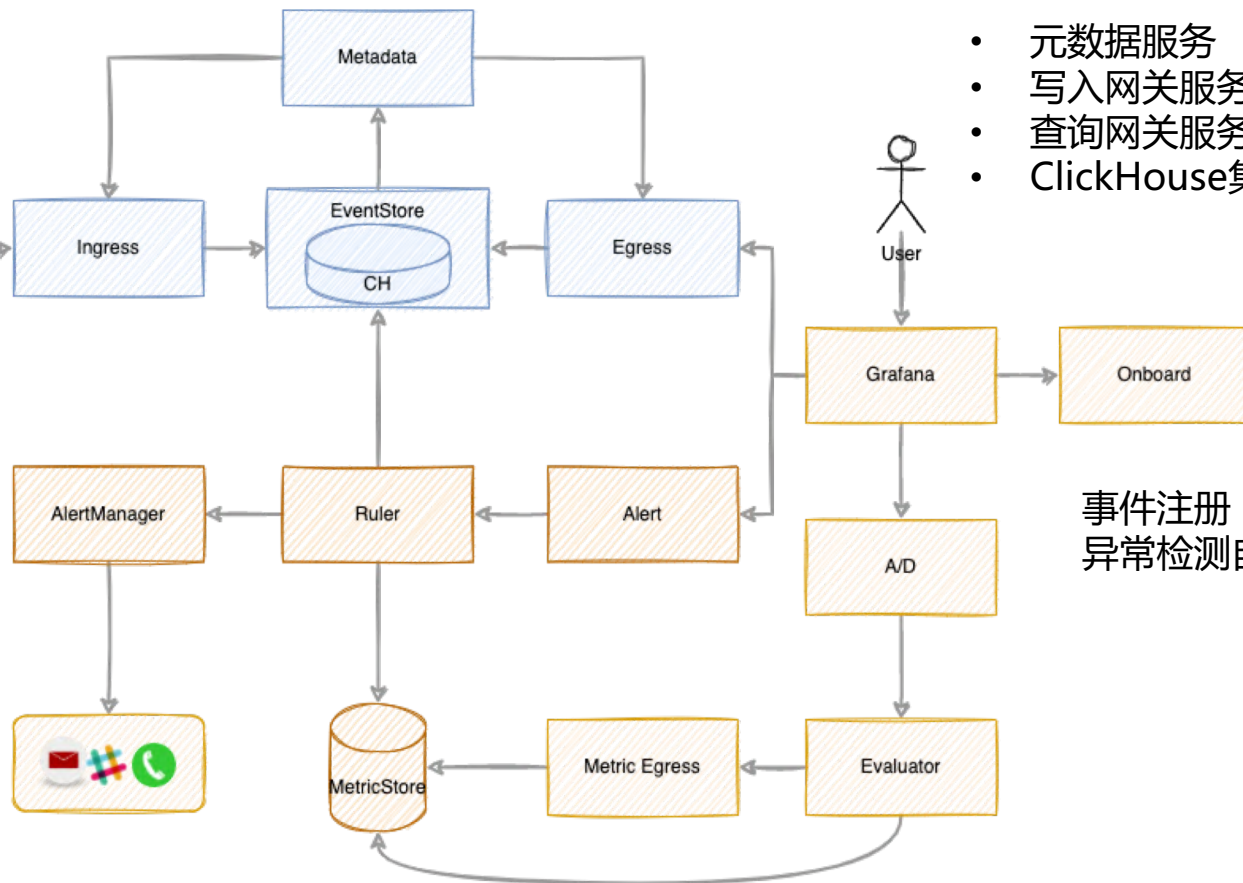 Metadata
• 元数据服务
• 写入网关服务
• 查询网关服务
• ClickHouse
EventStore
Ingress
CH
Egress
User
Grafana
Onboard
AlertManager
Ruler
Alert
事件注册
异常检测
A/D
MetricStore
Metric Egress
Evaluator